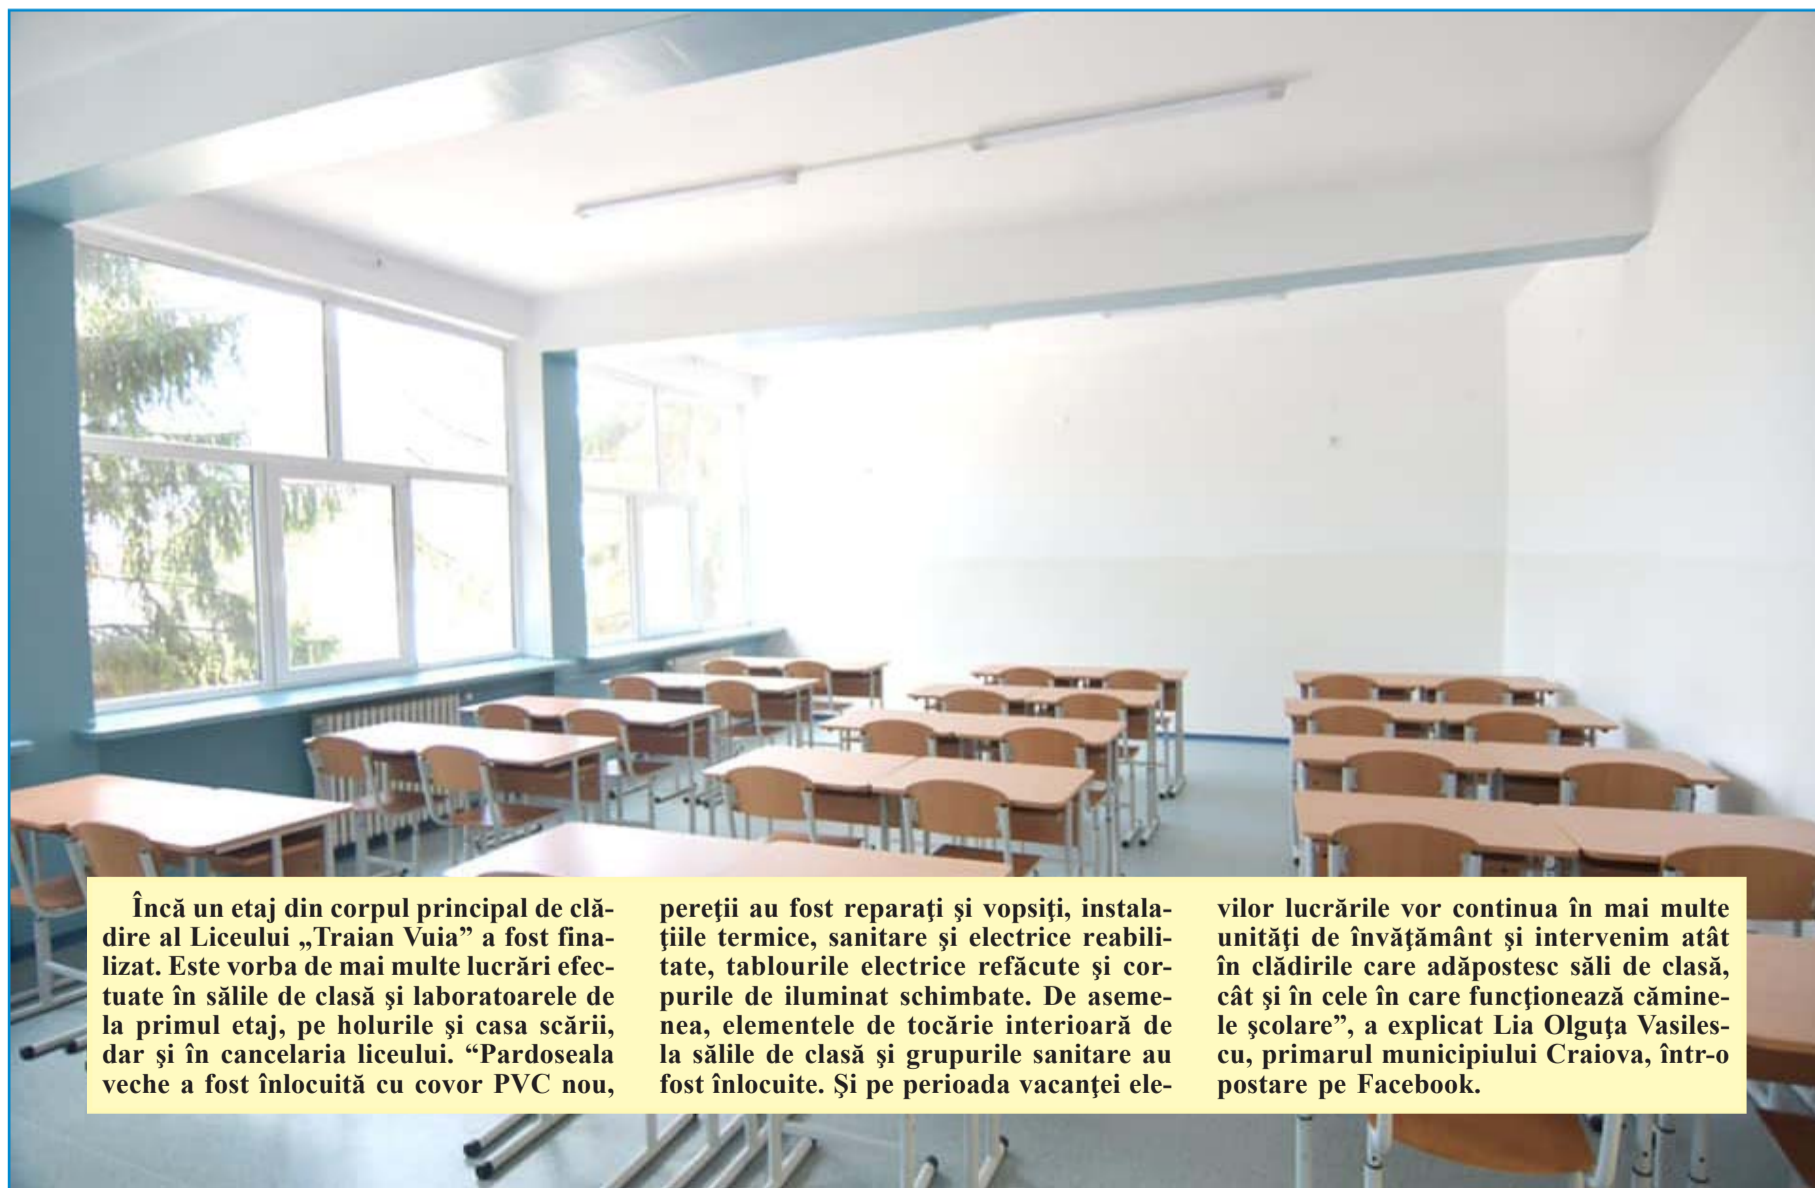 Încă un etaj din corpul principal de clă-
dire al Liceului „Traian Vuia” a fost fina-
lizat. Este vorba de mai multe lucrări efec-
tuate în sălile de clasă şi laboratoarele de
la primul etaj, pe holurile şi casa scării,
dar şi în cancelaria liceului. “Pardoseala
veche a fost înlocuită cu covor PVC nou,
pereţii au fost reparaţi şi vopsiţi, instala-
ţiile termice, sanitare şi electrice reabili-
tate, tablourile electrice refăcute şi cor-
purile de iluminat schimbate. De aseme-
nea, elementele de tocărie interioară de
la sălile de clasă şi grupurile sanitare au
fost înlocuite. Şi pe perioada vacanţei ele-
vilor lucrările vor continua în mai multe
unităţi de învăţământ şi intervenim atât
în clădirile care adăpostesc săli de clasă,
cât şi în cele în care funcţionează cămine-
le şcolare”, a explicat Lia Olguţa Vasiles-
cu, primarul municipiului Craiova, într-o
postare pe Facebook.